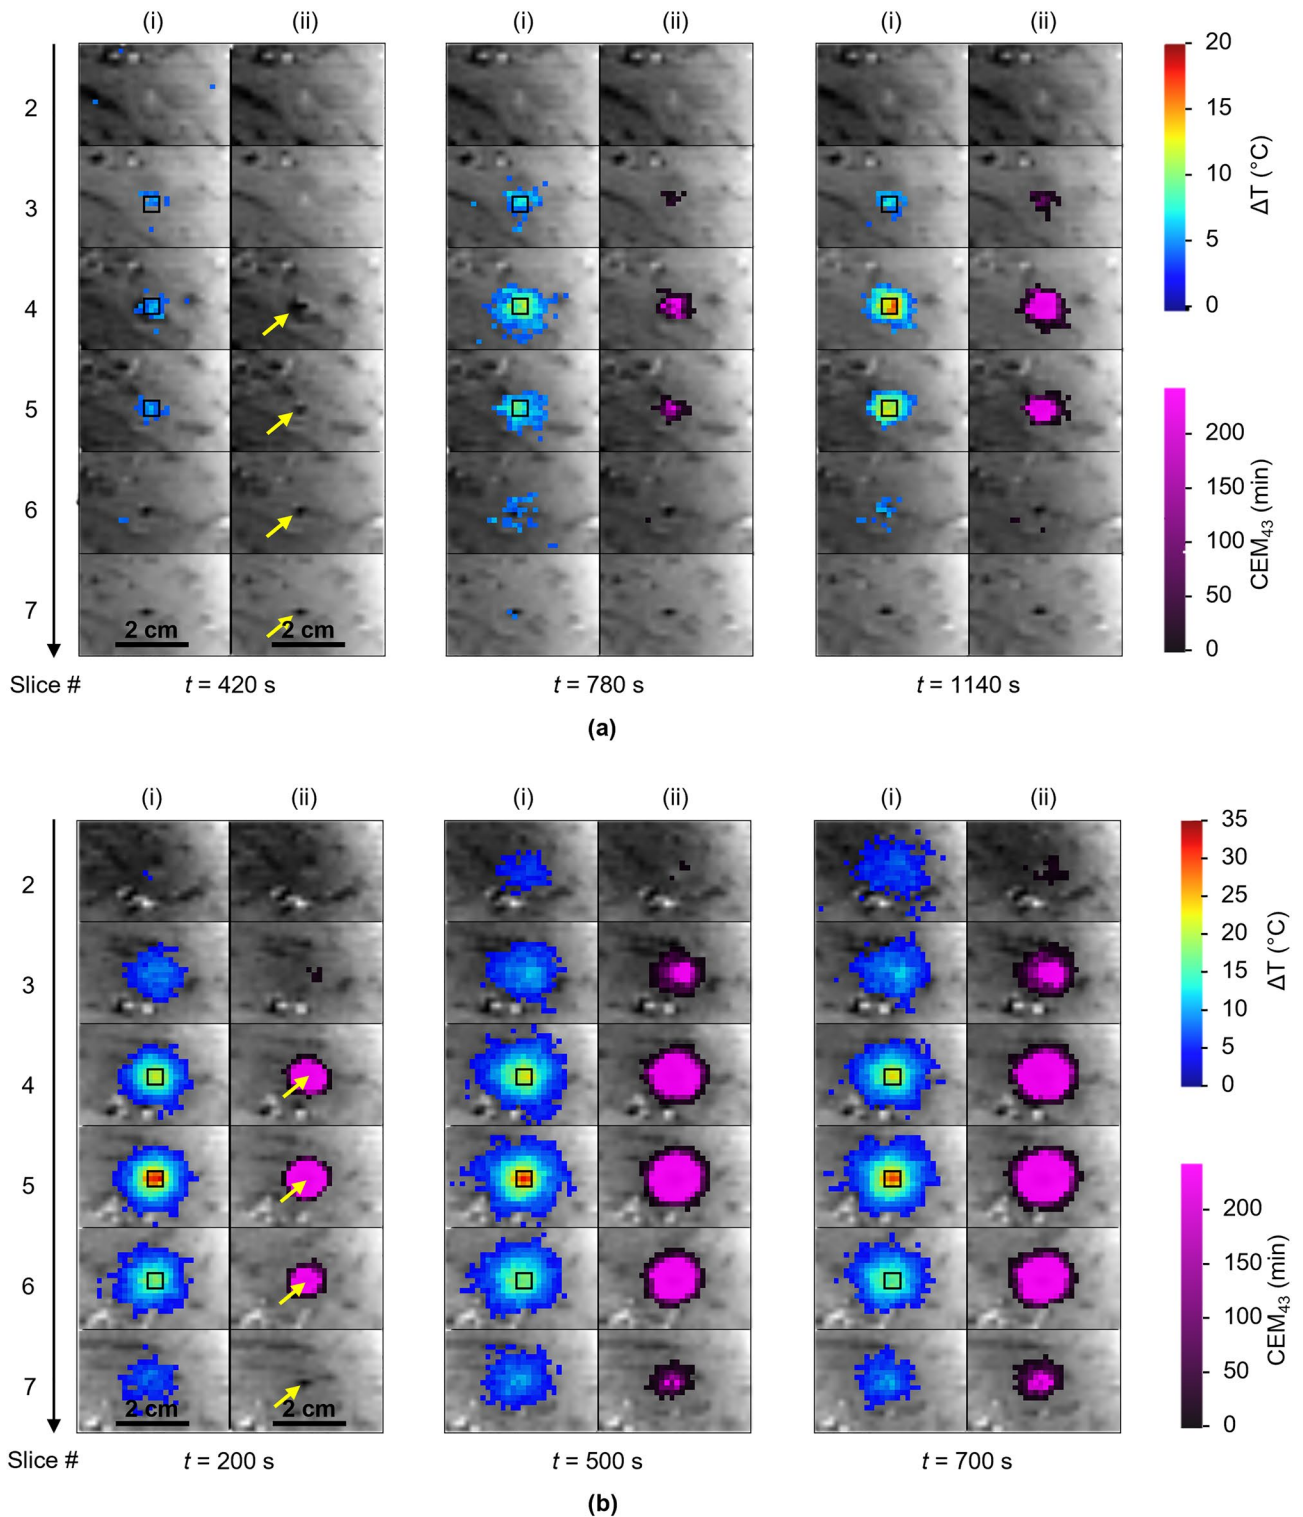 (i) (ii) (i) (ii) (i) (ii)
2
3
4
5
6
7
2 cm 2 cm
20
15
10
5
0
ΔT (°C)
200
150
100
50
0
CEM43 (min)
Slice # t = 420 s t = 780 s t = 1140 s
(a)
(i) (ii) (i) (ii) (i) (ii)
2
3
4
5
6
7
2 cm 2 cm
35
30
25
20
15
10
5
0
ΔT (°C)
200
150
100
50
0
CEM43 (min)
Slice # t = 200 s t = 500 s t = 700 s
(b)